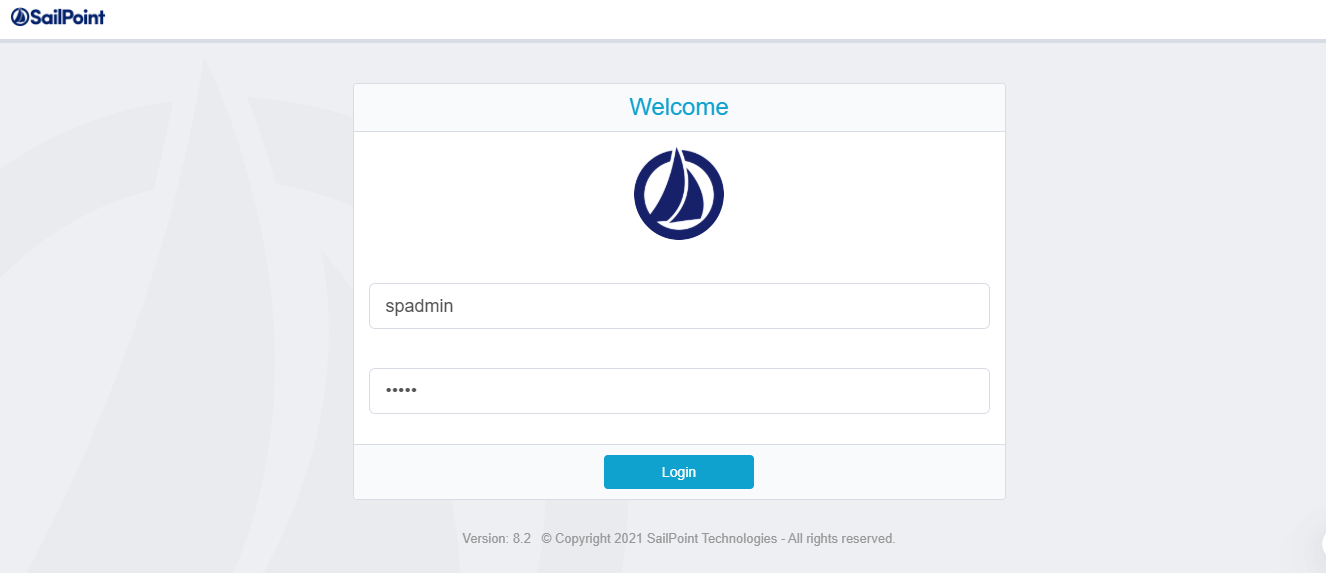 SailPoint
Welcome
spadmin
•••••
Login
Version: 8.2 © Copyright 2021 SailPoint Technologies - All rights reserved.